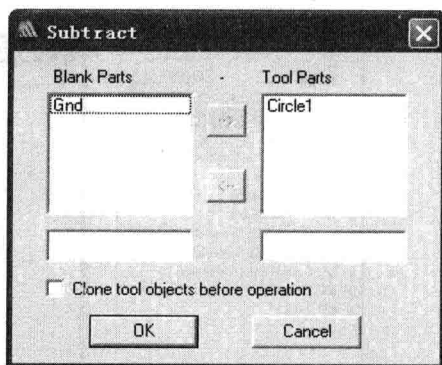 Subtract
Blank Parts - Tool Parts
Gnd Circle1
-->
<--
Clone tool objects before operation
OK Cancel